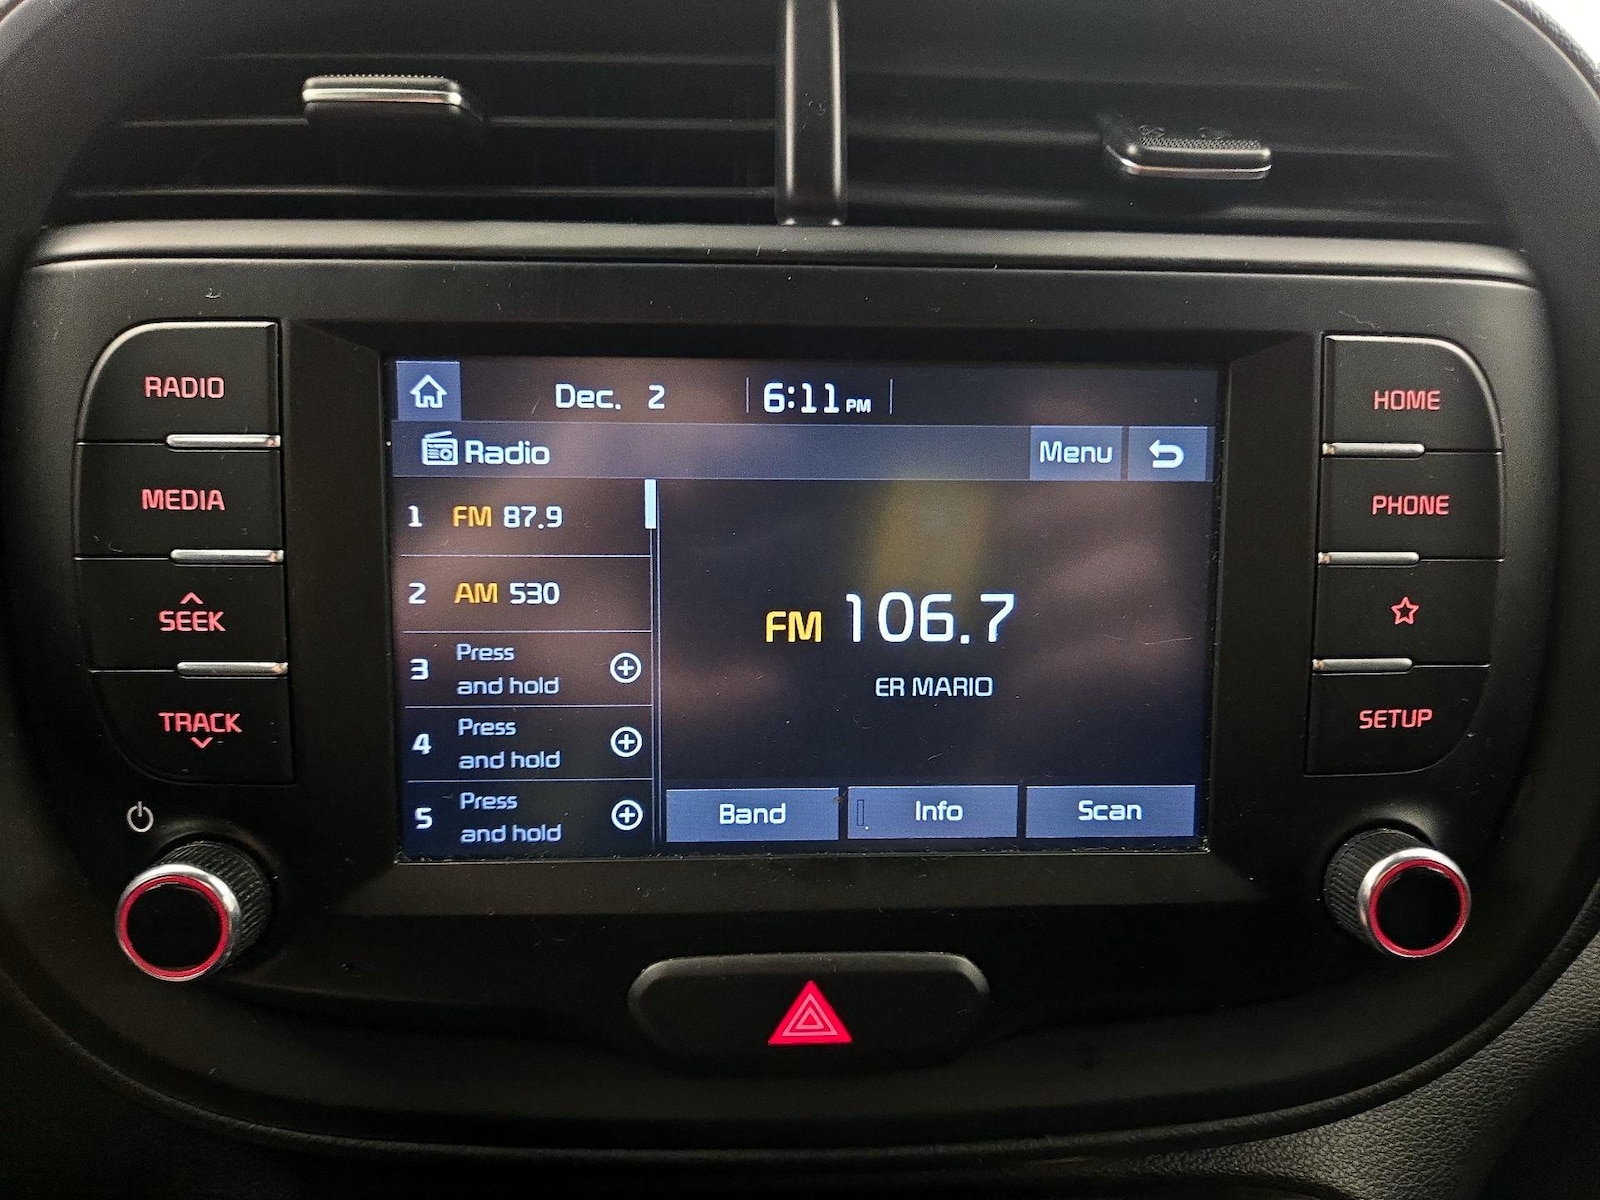 RADIO
MEDIA
SEEK
TRACK
Dec. 2
6:11 PM
Radio
Menu
1 FM 87.9
2 AM 530
3 Press
and hold
4 Press
and hold
5 Press
and hold
FM 106.7
ER MARIO
Band
Info
Scan
HOME
PHONE
SETUP